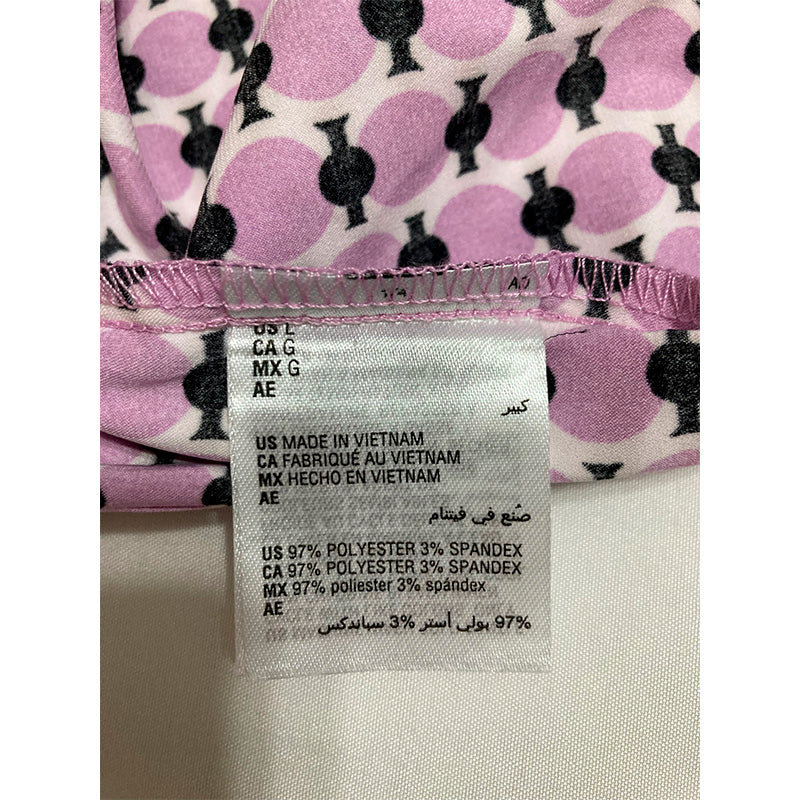 US L
CA G
MX G
AE
كبير
US MADE IN VIETNAM
CA FABRIQUÉ AU VIETNAM
MX HECHO EN VIETNAM
AE
صُنع في فيتنام
US 97% POLYESTER 3% SPANDEX
CA 97% POLYESTER 3% SPANDEX
MX 97% poliester 3% spándex
AE
97% بولي أستر 3% سباندكس